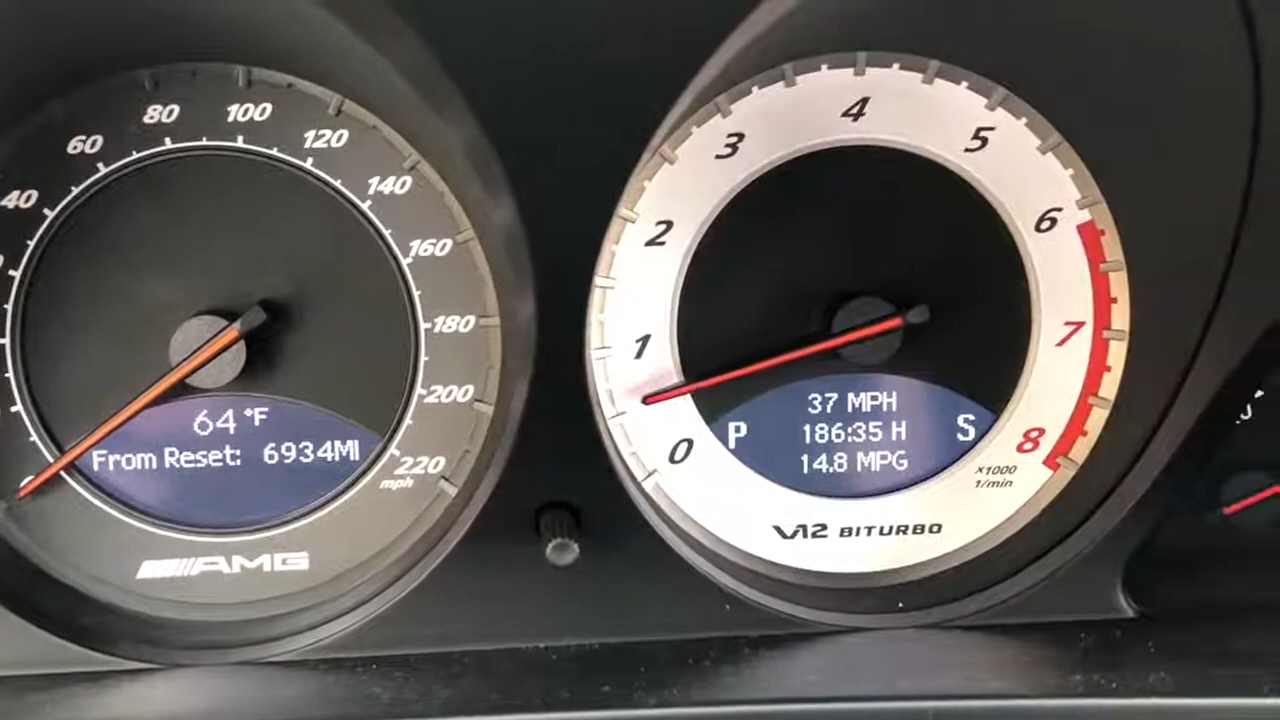 40
60
80
100
120
140
160
180
200
220
mph
64 °F
From Reset: 6934MI
AMG
0
1
2
3
4
5
6
7
8
x1000
1/min
37 MPH
186:35 H
14.8 MPG
P
S
V12 BITURBO